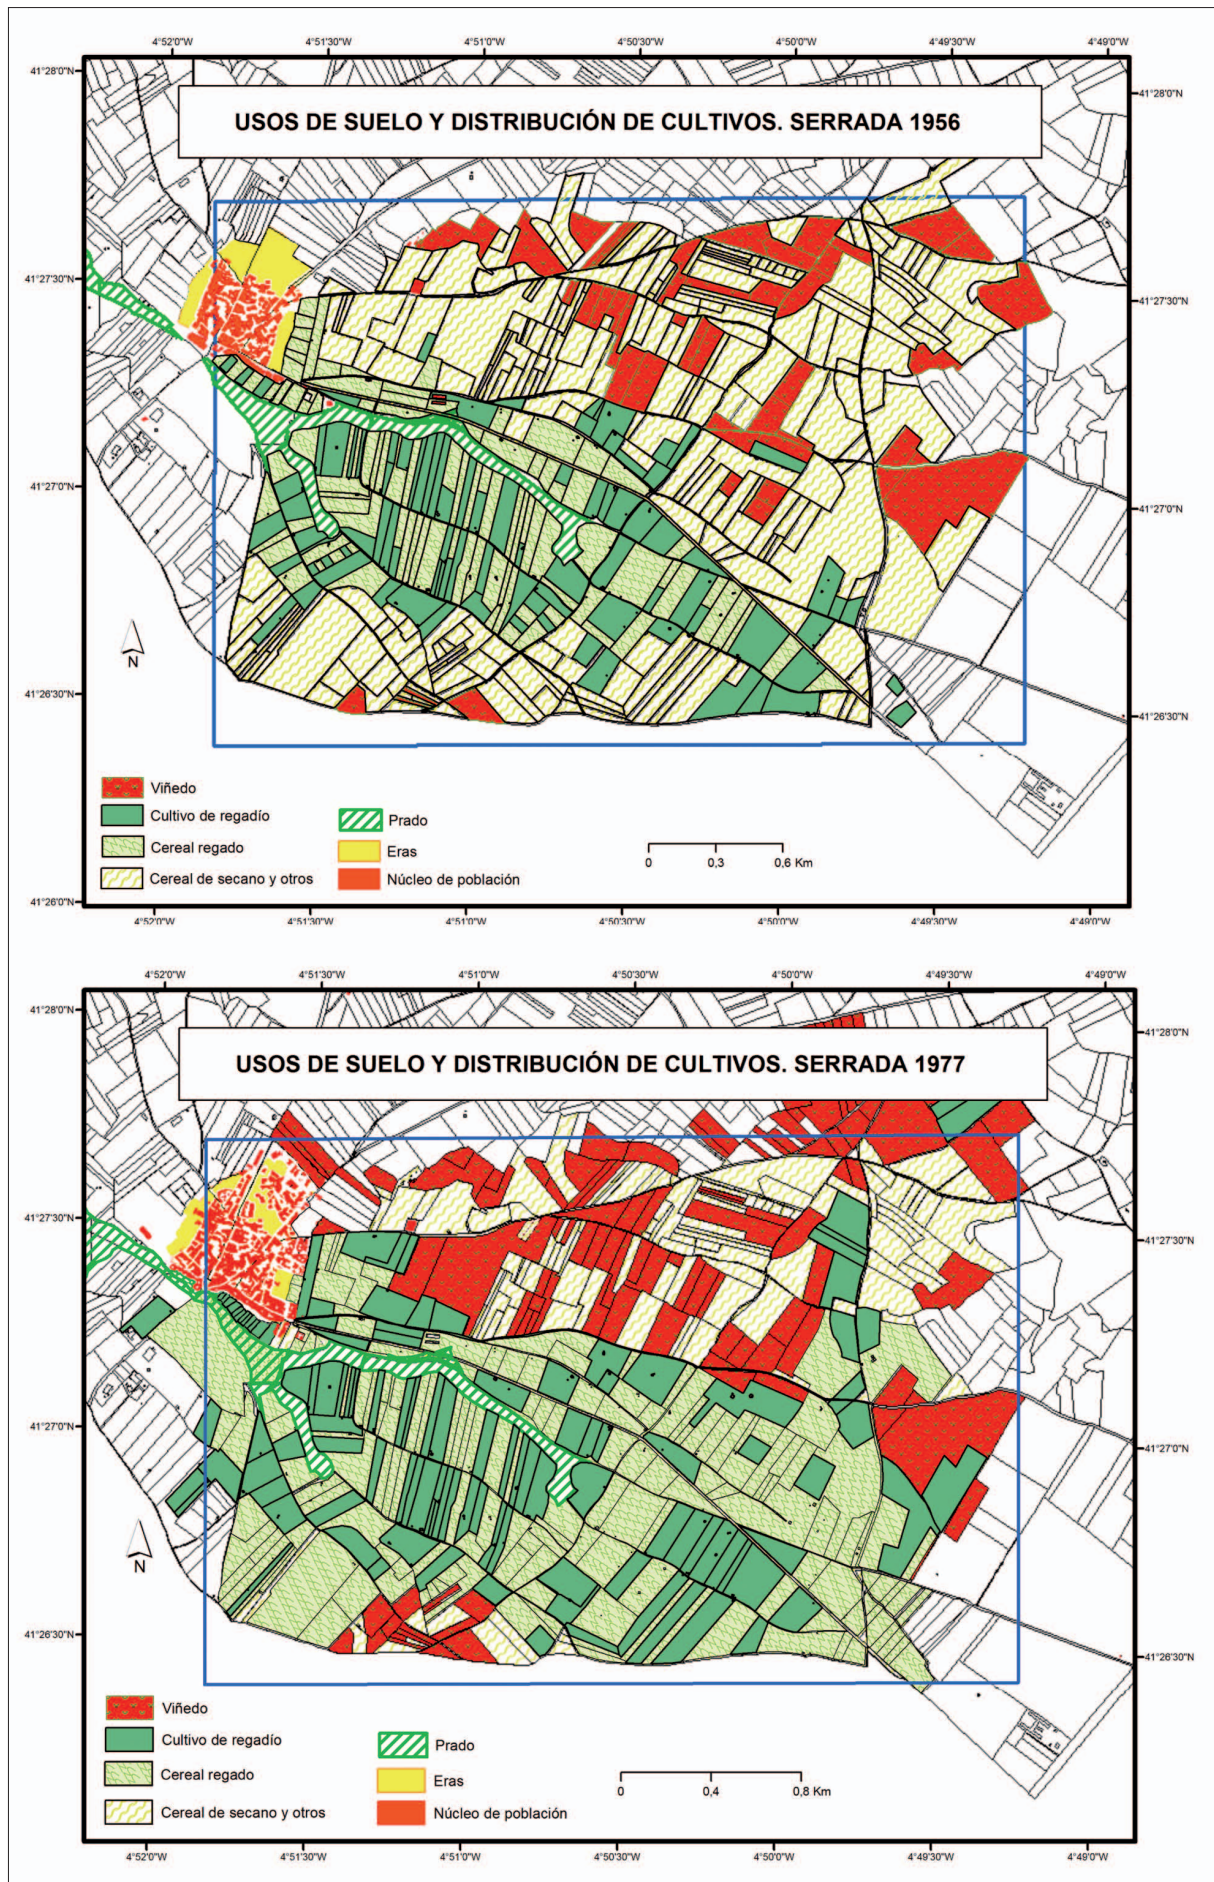 4°52'0"W 4°51'30"W 4°51'0"W 4°50'30"W 4°50'0"W 4°49'30"W 4°49'0"W
41°28'0"N
41°28'0"N
USOS DE SUELO Y DISTRIBUCIÓN DE CULTIVOS. SERRADA 1956
41°27'30"N
41°27'30"N
41°27'0"N
41°27'0"N
N
41°26'30"N
41°26'30"N
Viñedo
Cultivo de regadío
Prado
Cereal regado
Eras
Cereal de secano y otros
Núcleo de población
0 0,3 0,6 Km
41°26'0"N
4°52'0"W 4°51'30"W 4°51'0"W 4°50'30"W 4°50'0"W 4°49'30"W 4°49'0"W
4°52'0"W 4°51'30"W 4°51'0"W 4°50'30"W 4°50'0"W 4°49'30"W 4°49'0"W
41°28'0"N
41°28'0"N
USOS DE SUELO Y DISTRIBUCIÓN DE CULTIVOS. SERRADA 1977
41°27'30"N
41°27'30"N
41°27'0"N
41°27'0"N
N
41°26'30"N
41°26'30"N
Viñedo
Cultivo de regadío
Prado
Cereal regado
Eras
Cereal de secano y otros
Núcleo de población
0 0,4 0,8 Km
4°52'0"W 4°51'30"W 4°51'0"W 4°50'30"W 4°50'0"W 4°49'30"W 4°49'0"W